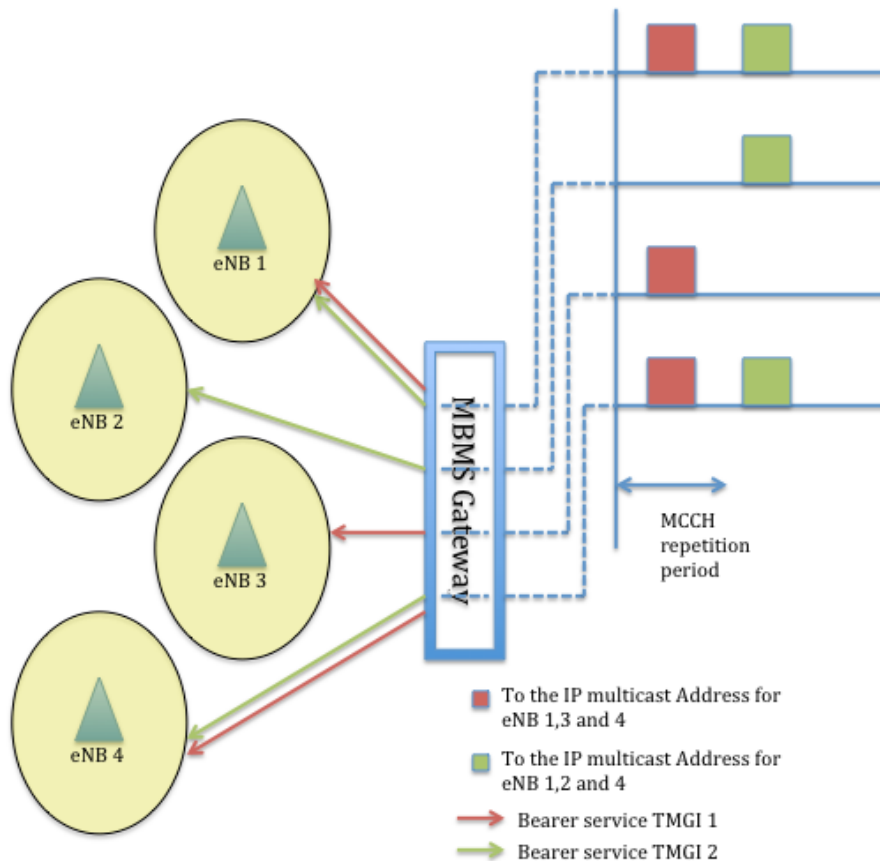 eNB 1
eNB 2
eNB 3
eNB 4
MBMS Gateway
MCCH
repetition
period
To the IP multicast Address for
eNB 1,3 and 4
To the IP multicast Address for
eNB 1,2 and 4
Bearer service TMGI 1
Bearer service TMGI 2